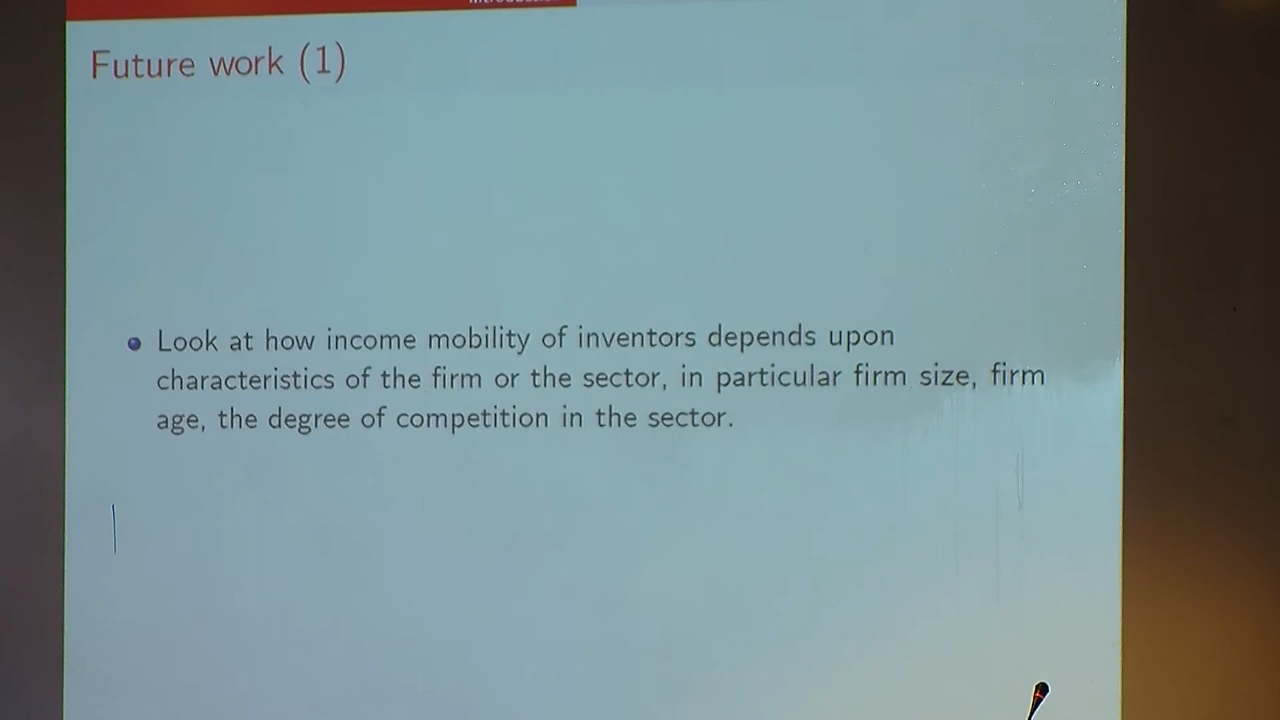 Future work (1)
Look at how income mobility of inventors depends upon
characteristics of the firm or the sector, in particular firm size, firm
age, the degree of competition in the sector.